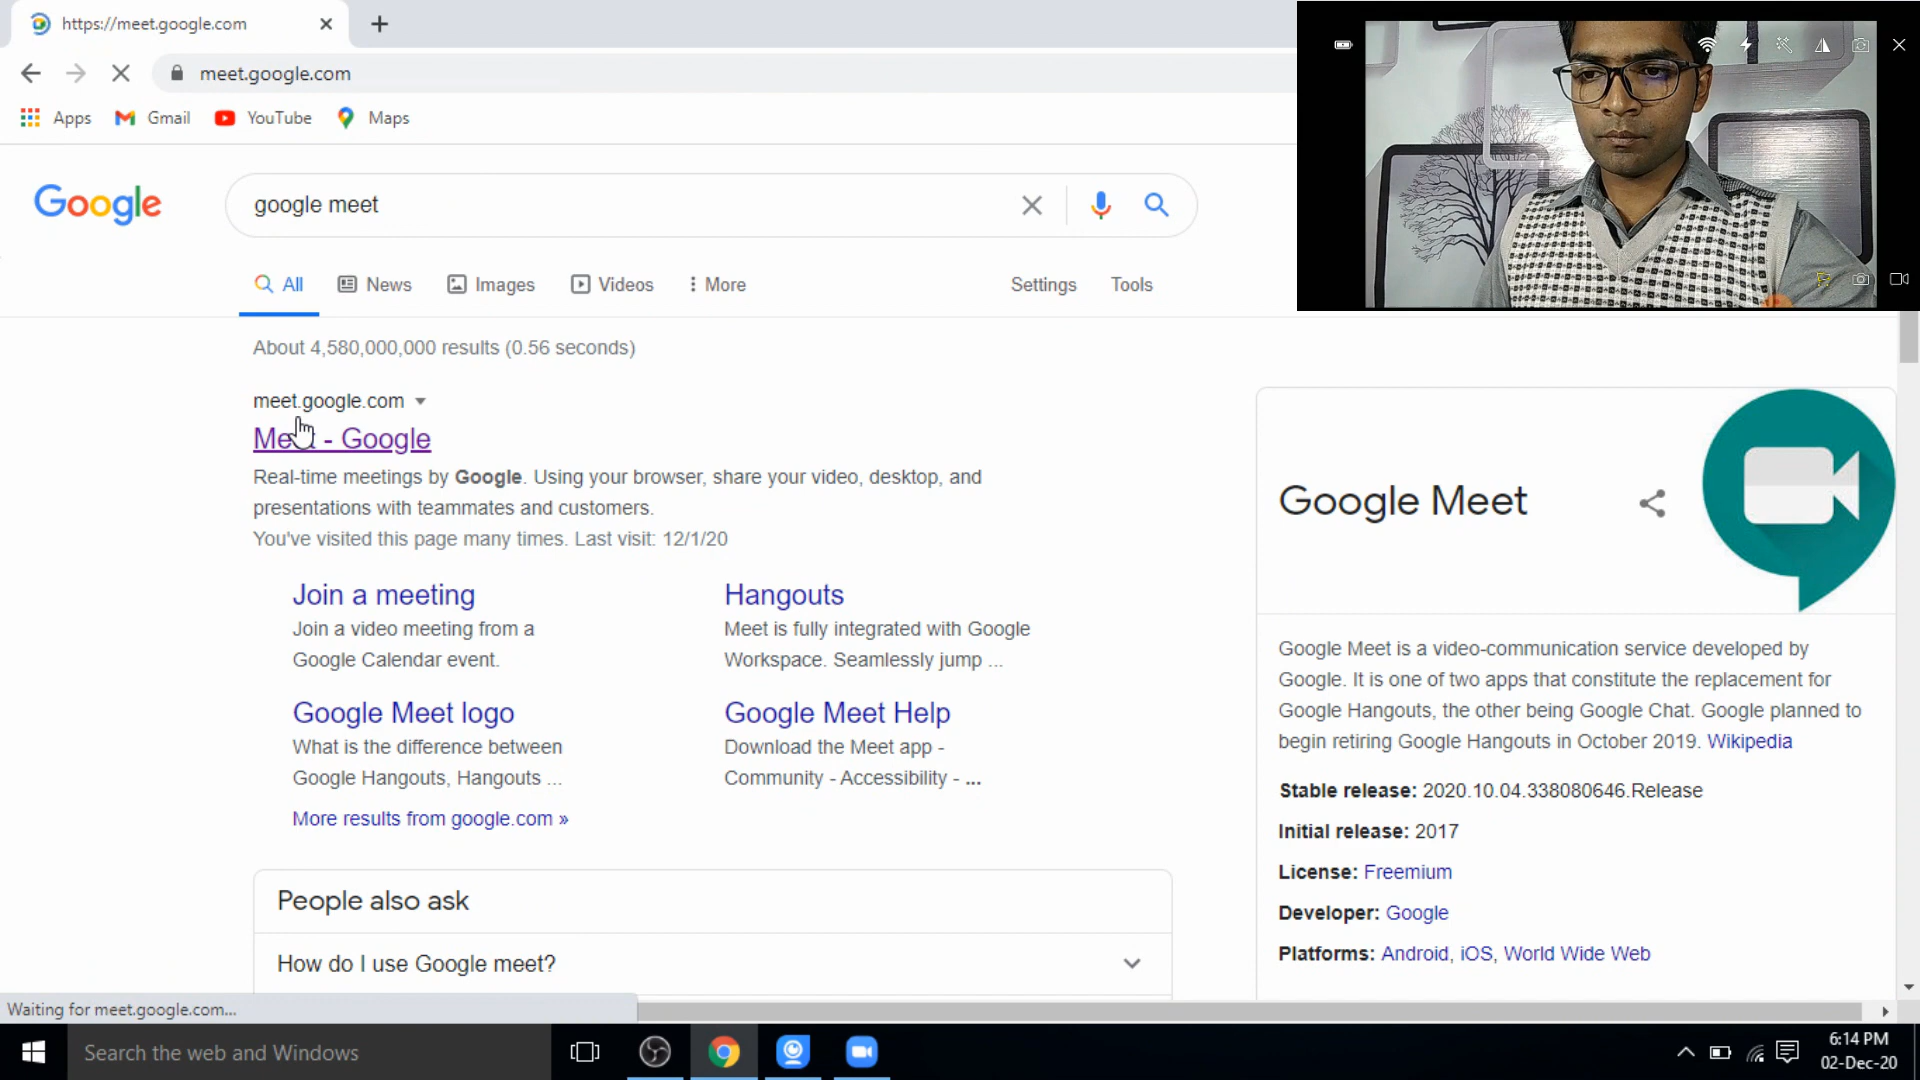 https://meet.google.com
meet.google.com
Apps
Gmail
YouTube
Maps
Google
google meet
All
News
Images
Videos
More
Settings
Tools
About 4,580,000,000 results (0.56 seconds)
meet.google.com
Meet - Google
Real-time meetings by Google. Using your browser, share your video, desktop, and
presentations with teammates and customers.
You've visited this page many times. Last visit: 12/1/20
Join a meeting
Join a video meeting from a
Google Calendar event.
Hangouts
Meet is fully integrated with Google
Workspace. Seamlessly jump ...
Google Meet logo
What is the difference between
Google Hangouts, Hangouts ...
Google Meet Help
Download the Meet app -
Community - Accessibility - ...
More results from google.com »
People also ask
How do I use Google meet?
Google Meet
Google Meet is a video-communication service developed by
Google. It is one of two apps that constitute the replacement for
Google Hangouts, the other being Google Chat. Google planned to
begin retiring Google Hangouts in October 2019. Wikipedia
Stable release: 2020.10.04.338080646.Release
Initial release: 2017
License: Freemium
Developer: Google
Platforms: Android, iOS, World Wide Web
Waiting for meet.google.com...
Search the web and Windows
6:14 PM
02-Dec-20